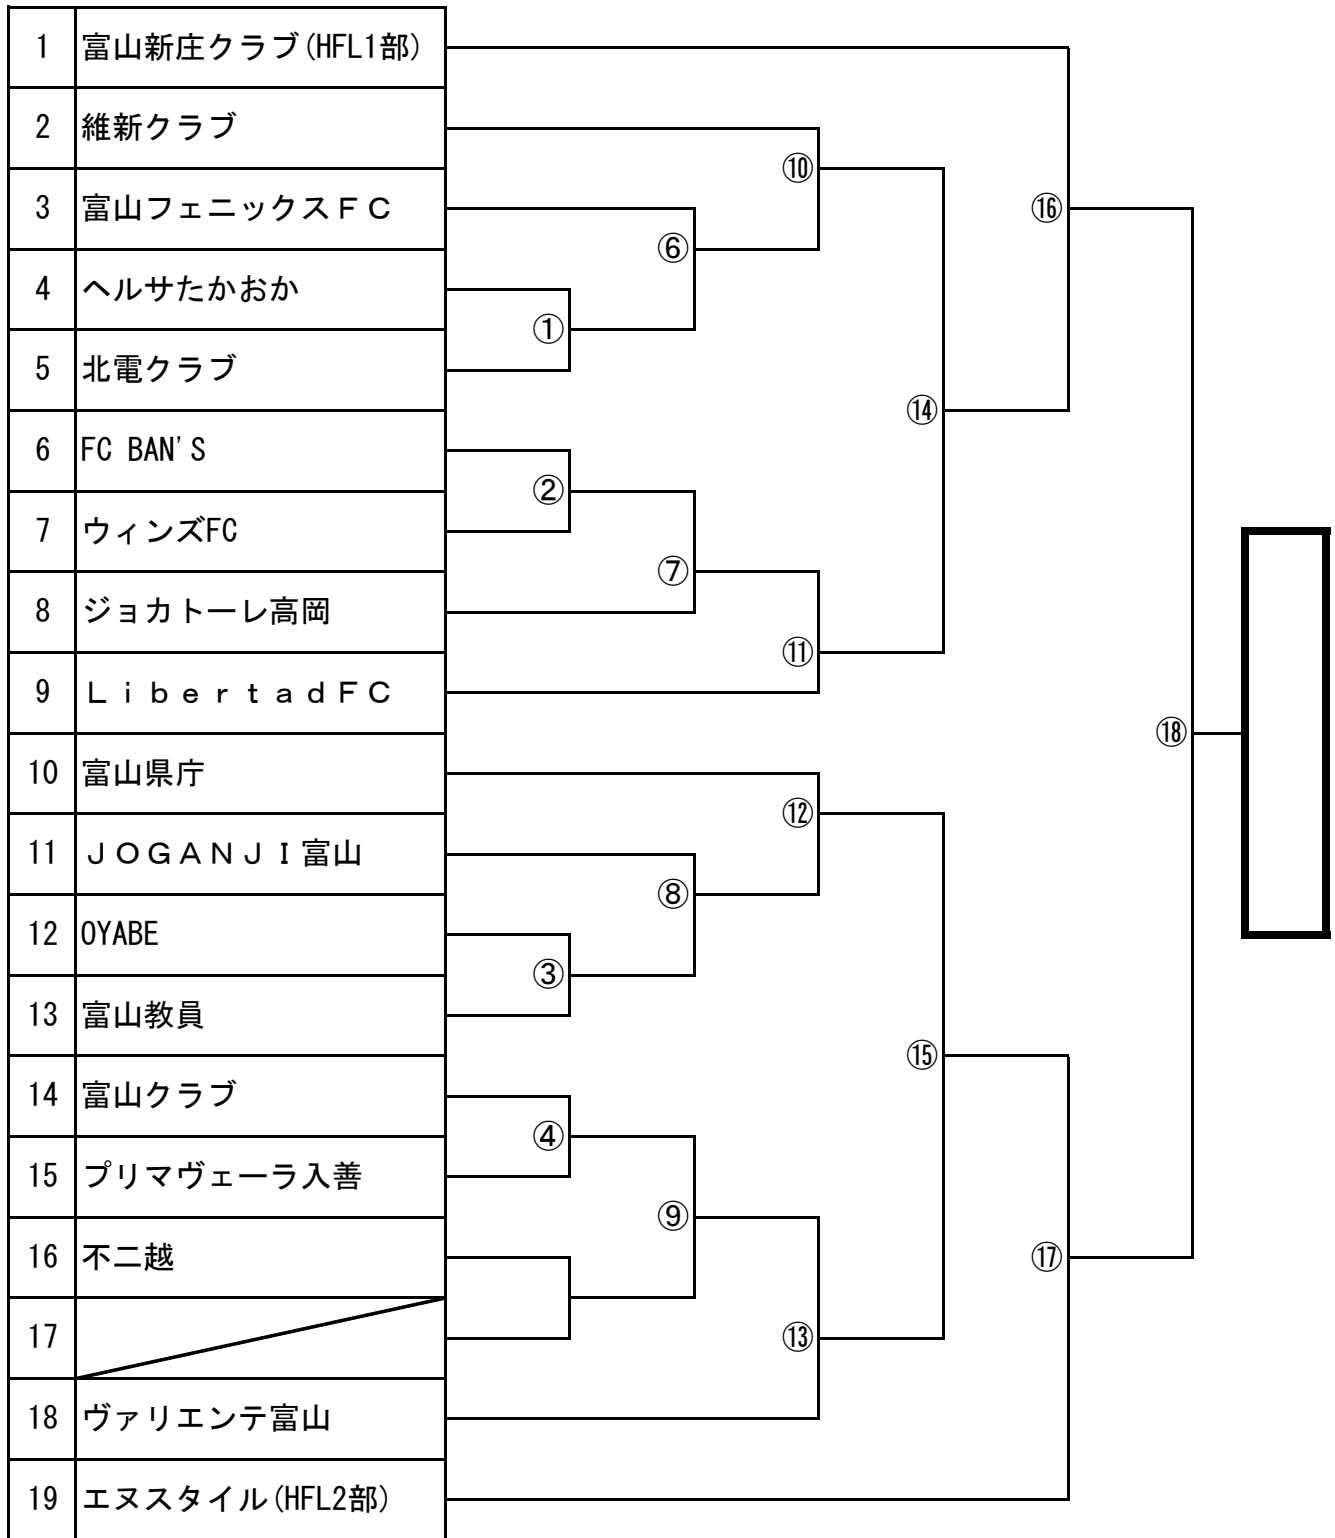 1 富山新庄クラブ(HFL1部)
2 維新クラブ
⑩
3 富山フェニックスＦＣ
⑯
⑥
4 ヘルサたかおか
①
5 北電クラブ
⑭
6 FC BAN'S
②
7 ウィンズFC
⑦
8 ジョカトーレ高岡
⑪
9 ＬｉｂｅｒｔａｄＦＣ
⑱
10 富山県庁
⑫
11 ＪＯＧＡＮＪＩ富山
⑧
12 OYABE
③
13 富山教員
⑮
14 富山クラブ
④
15 プリマヴェーラ入善
⑨
16 不二越
⑰
17
⑬
18 ヴァリエンテ富山
19 エヌスタイル(HFL2部)